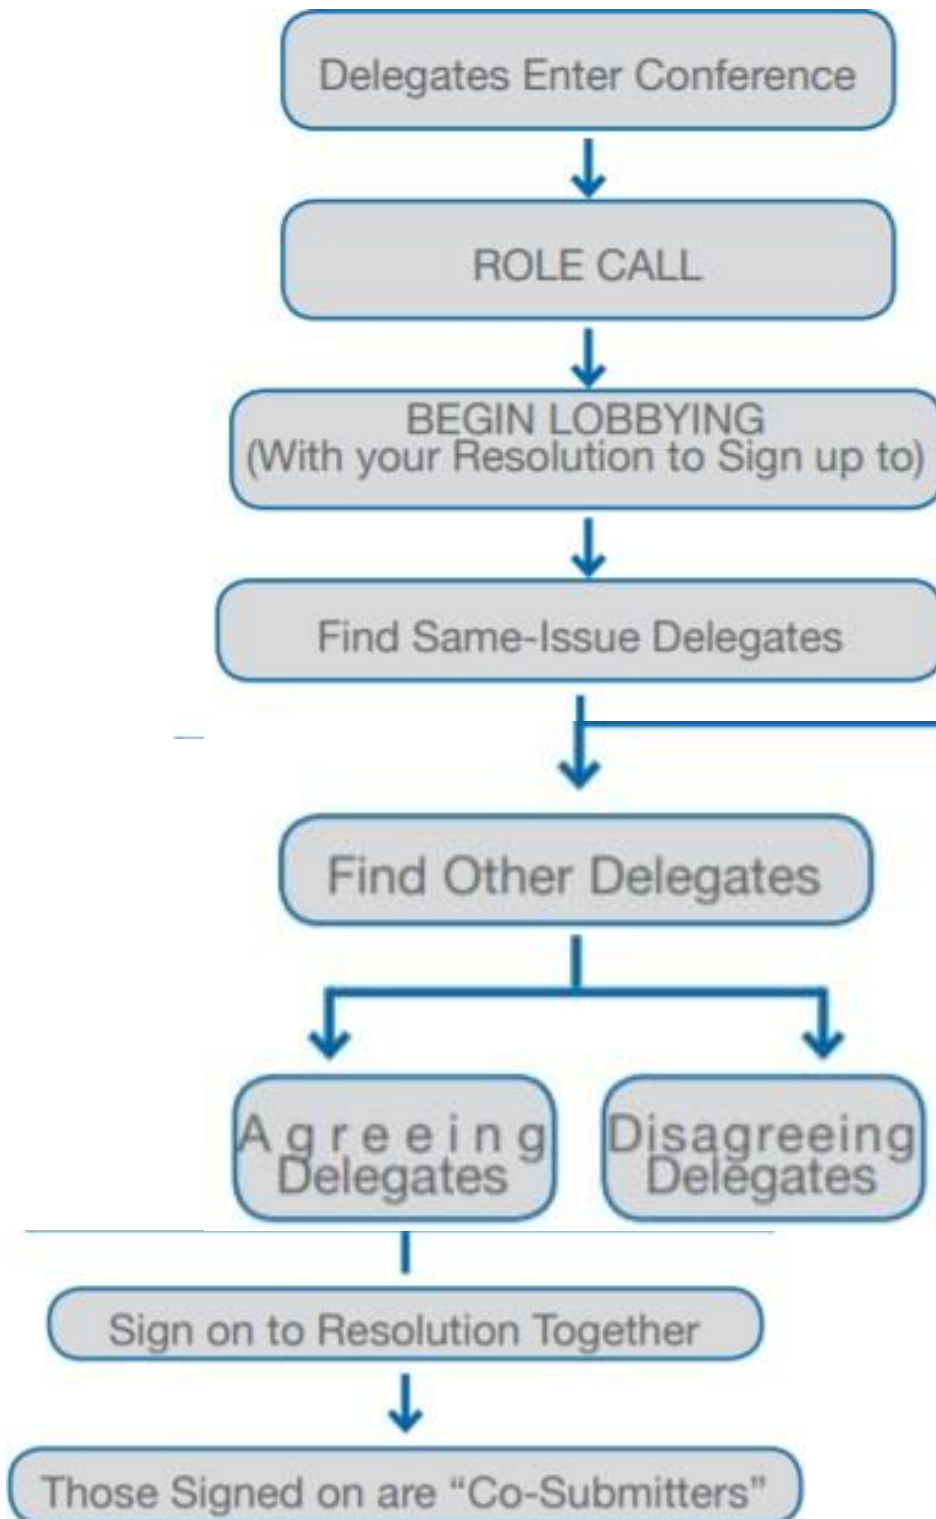 Delegates Enter Conference
ROLE CALL
BEGIN LOBBYING
(With your Resolution to Sign up to)
Find Same-Issue Delegates
Find Other Delegates
Agreeing
Delegates
Disagreeing
Delegates
Sign on to Resolution Together
Those Signed on are “Co-Submitters”